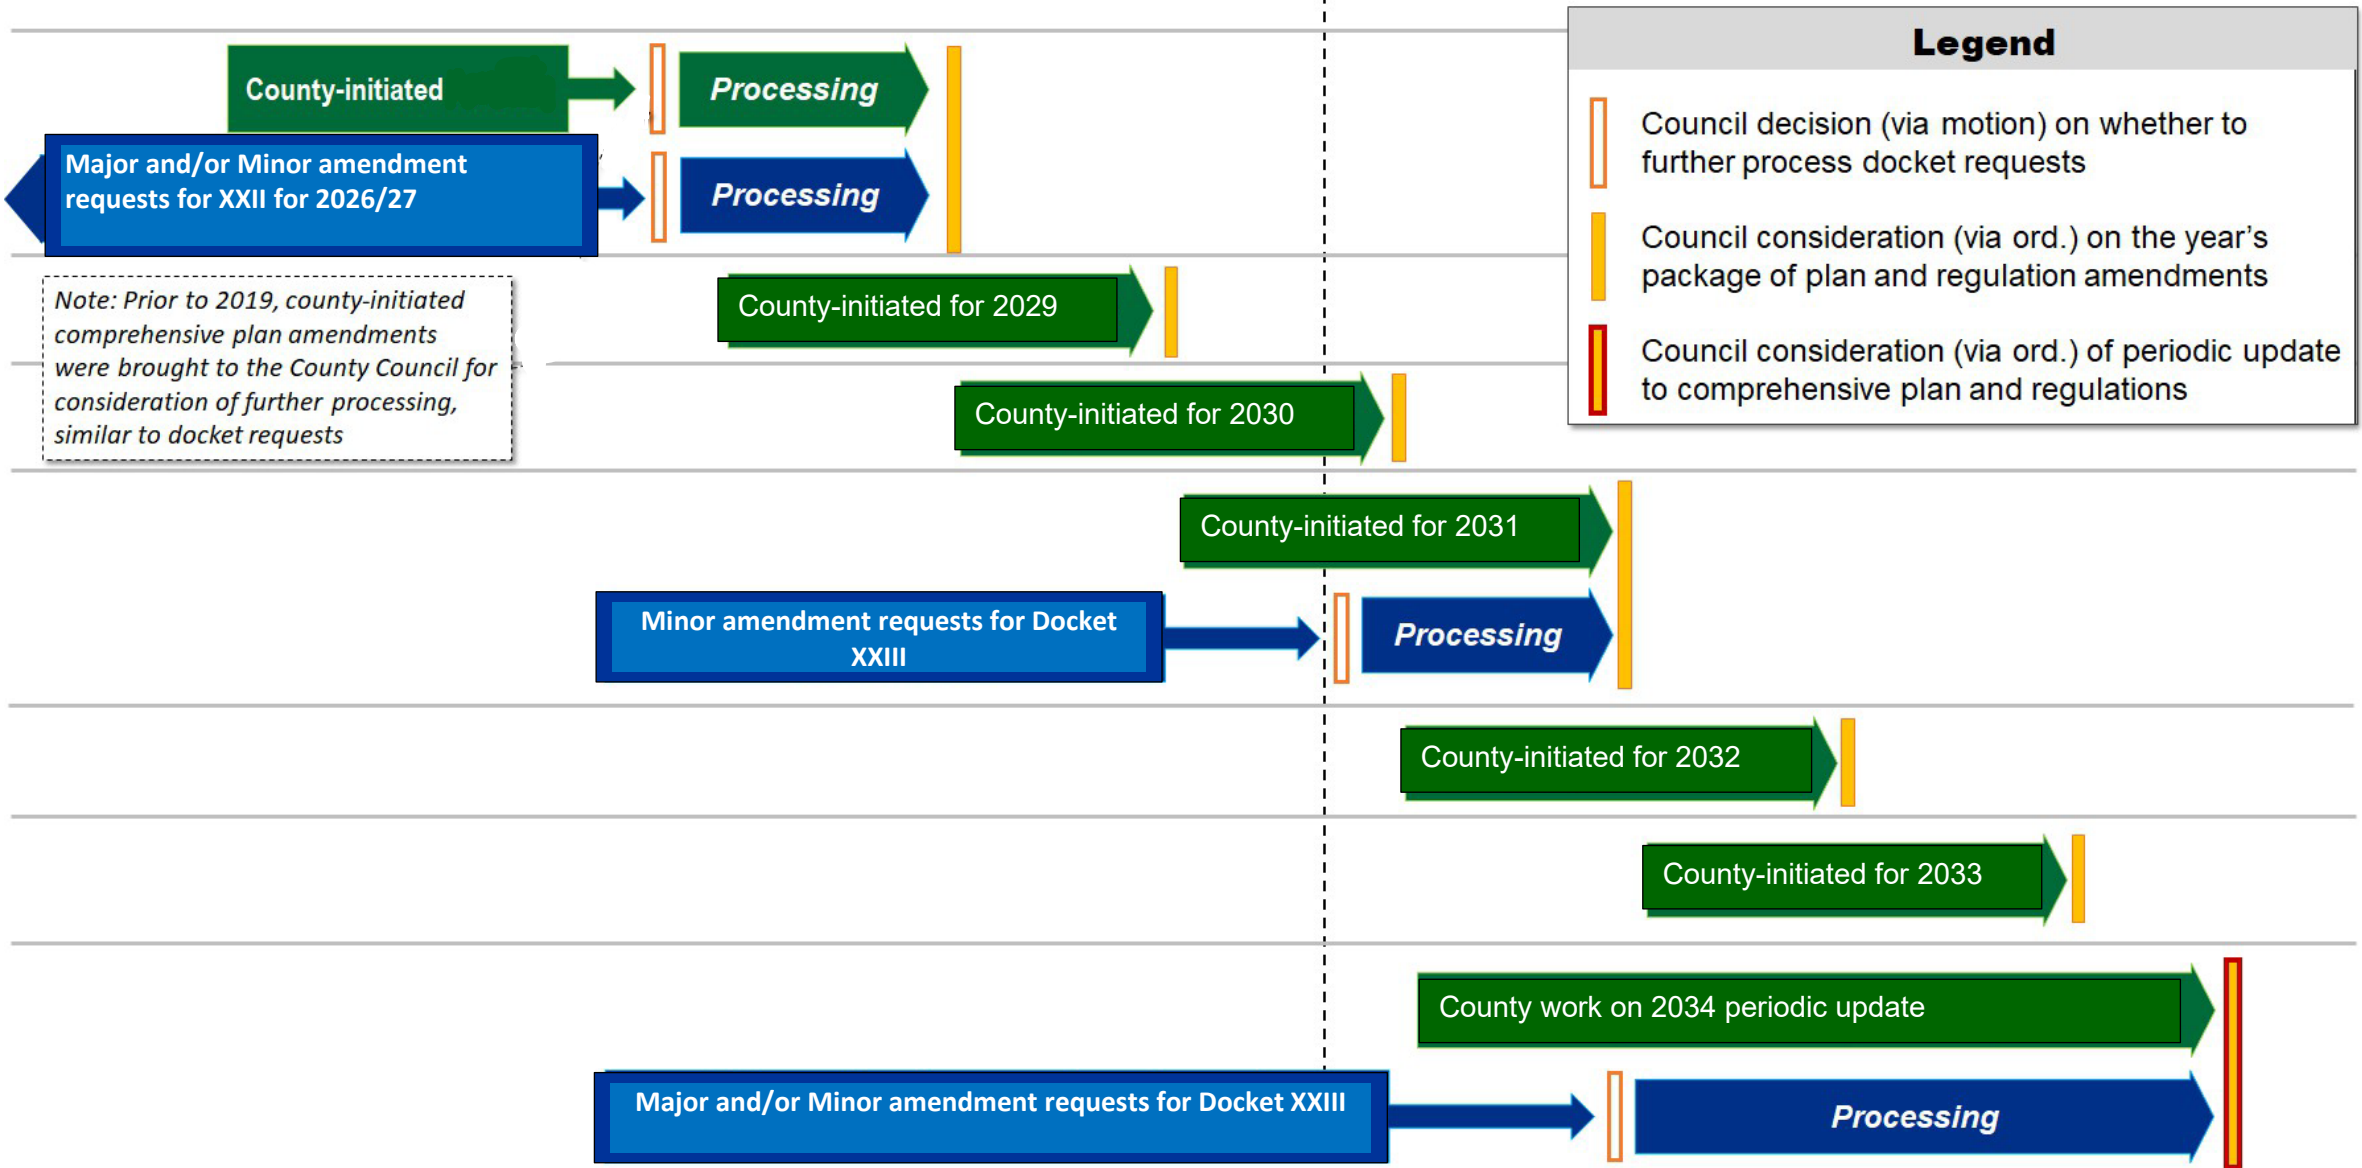 Legend
Council decision (via motion) on whether to
further process docket requests
Council consideration (via ord.) on the year's
package of plan and regulation amendments
Council consideration (via ord.) of periodic update
to comprehensive plan and regulations
County-initiated
Processing
Major and/or Minor amendment
requests for XXII for 2026/27
Processing
Note: Prior to 2019, county-initiated
comprehensive plan amendments
were brought to the County Council for
consideration of further processing,
similar to docket requests
County-initiated for 2029
County-initiated for 2030
County-initiated for 2031
Minor amendment requests for Docket
XXIII
Processing
County-initiated for 2032
County-initiated for 2033
County work on 2034 periodic update
Major and/or Minor amendment requests for Docket XXIII
Processing